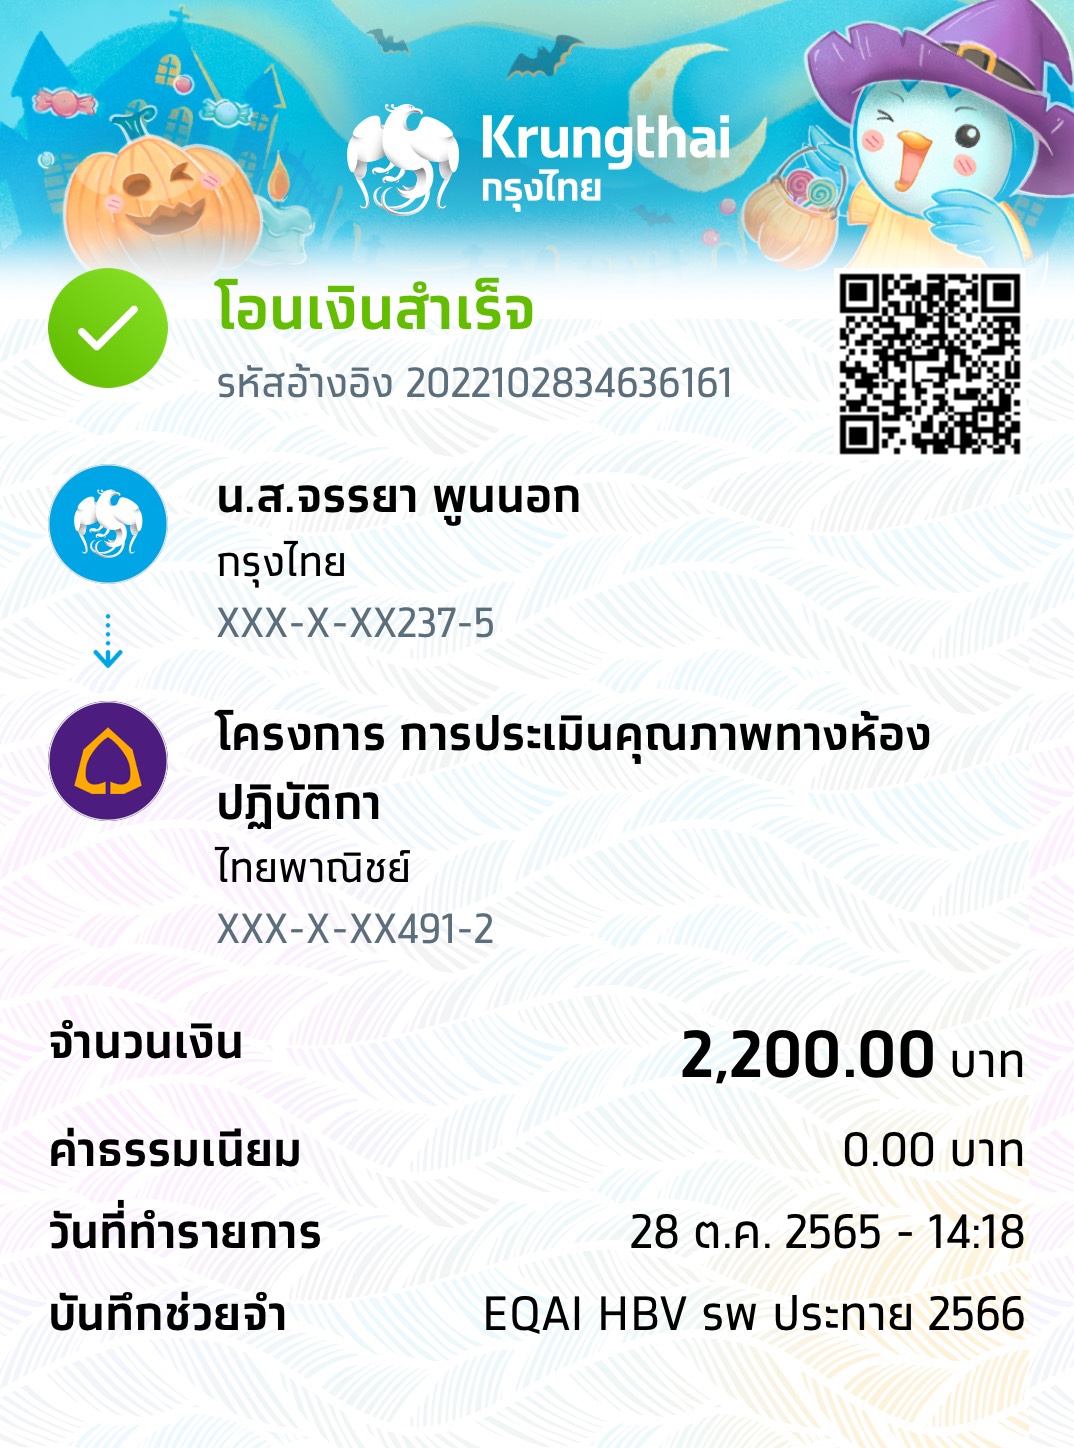 Krungthai
กรุงไทย
โอนเงินสำเร็จ
รหัสอ้างอิง 2022102834636161
น.ส.จรรยา พูนนอก
กรุงไทย
XXX-X-XX237-5
โครงการ การประเมินคุณภาพทางห้อง
ปฏิบัติกา
ไทยพาณิชย์
XXX-X-XX491-2
จำนวนเงิน 2,200.00 บาท
ค่าธรรมเนียม 0.00 บาท
วันที่ทำรายการ 28 ต.ค. 2565 - 14:18
บันทึกช่วยจำ EQAI HBV รพ ประทาย 2566